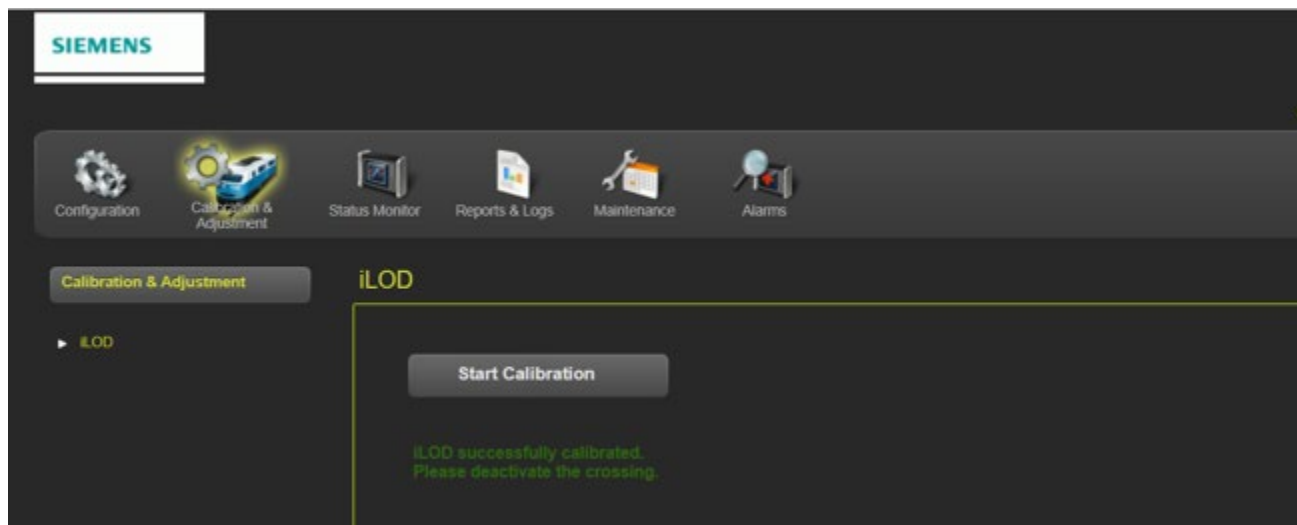 SIEMENS
Configuration
Calibration &
Adjustment
Status Monitor
Reports & Logs
Maintenance
Alarms
Calibration & Adjustment
iLOD
iLOD
Start Calibration
iLOD successfully calibrated.
Please deactivate the crossing.